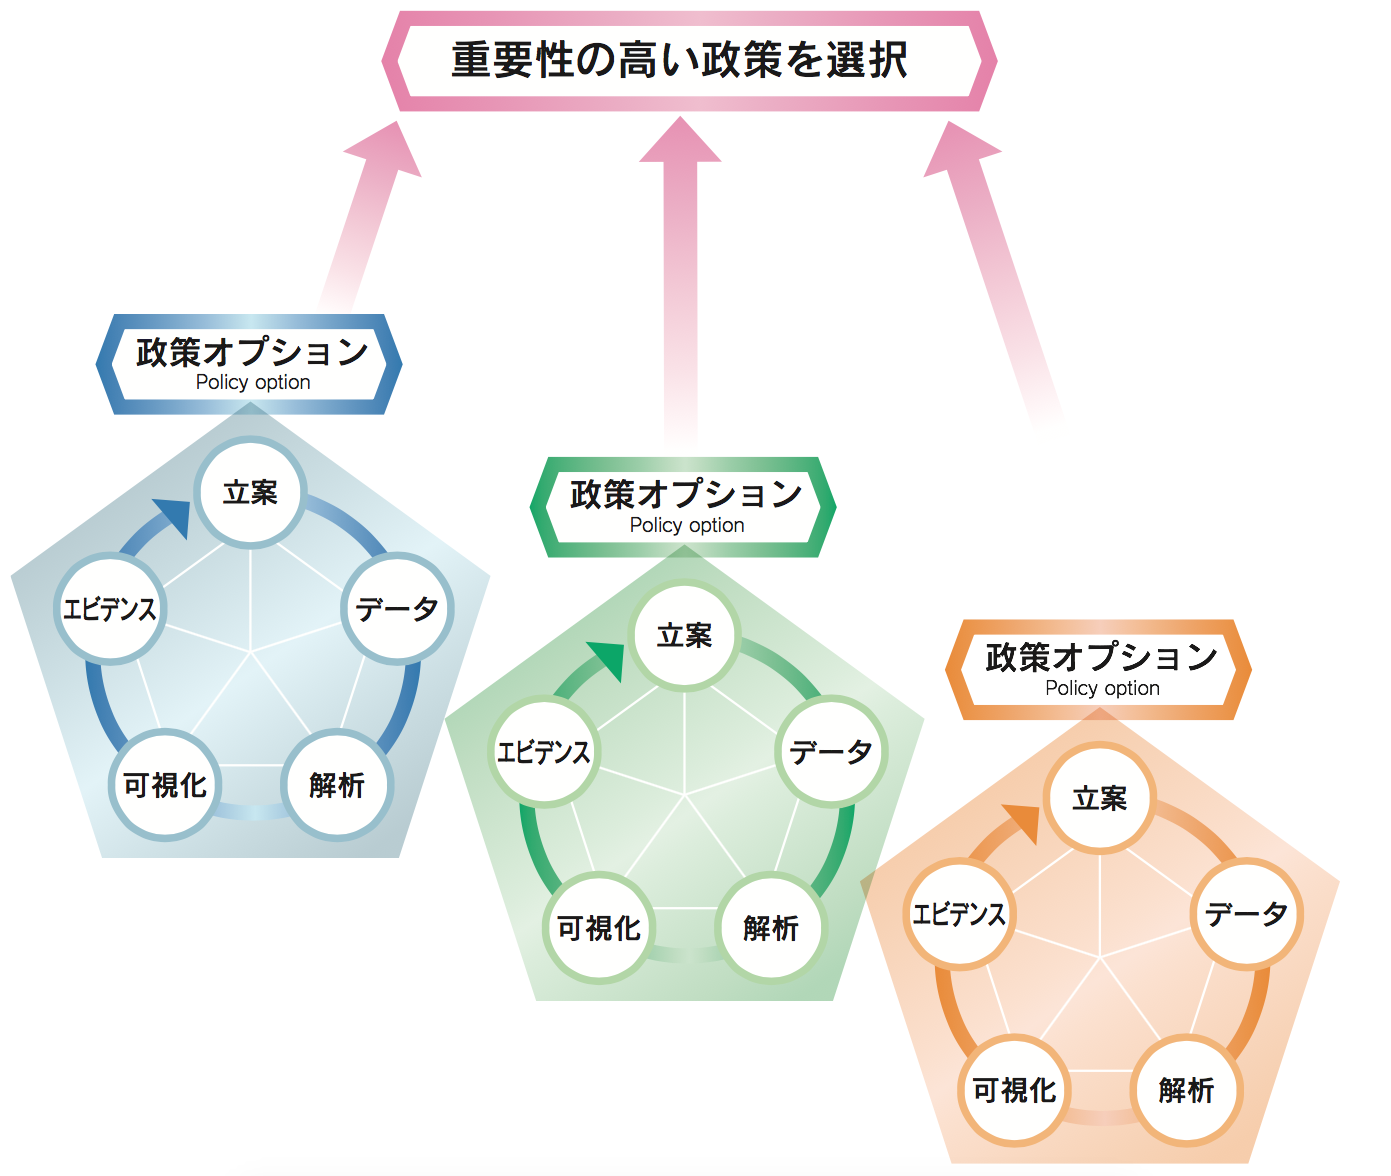 重要性の高い政策を選択
政策オプション
Policy option
立案
データ
解析
可視化
エビデンス
政策オプション
Policy option
立案
データ
解析
可視化
エビデンス
政策オプション
Policy option
立案
データ
解析
可視化
エビデンス